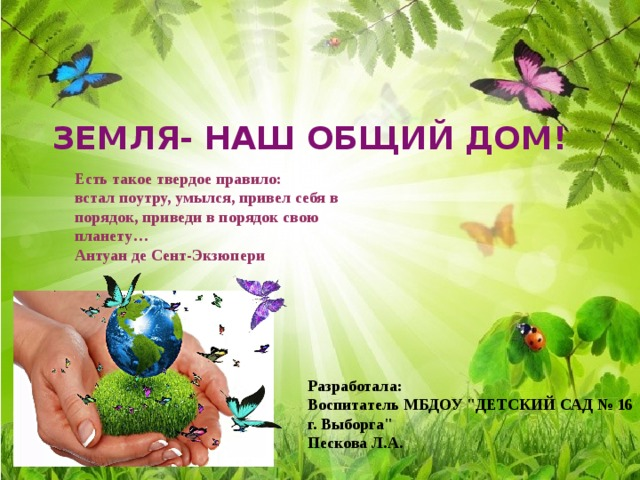 ЗЕМЛЯ- НАШ ОБЩИЙ ДОМ!
Есть такое твердое правило:
встал поутру, умылся, привел себя в
порядок, приведи в порядок свою
планету…
Антуан де Сент-Экзюпери
Разработала:
Воспитатель МБДОУ "ДЕТСКИЙ САД № 16
г. Выборга"
Пескова Л.А.